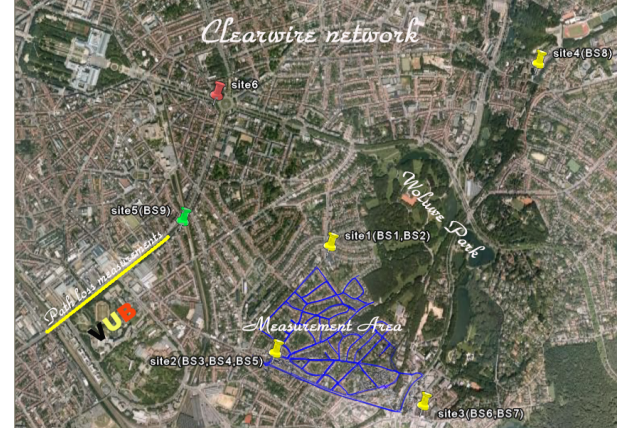 Clearwire network
site4(BS8)
site6
Woluwe Park
site5(BS9)
site1(BS1,BS2)
Path loss measurements
VUB
Measurement Area
site2(BS3,BS4,BS5)
site3(BS6,BS7)